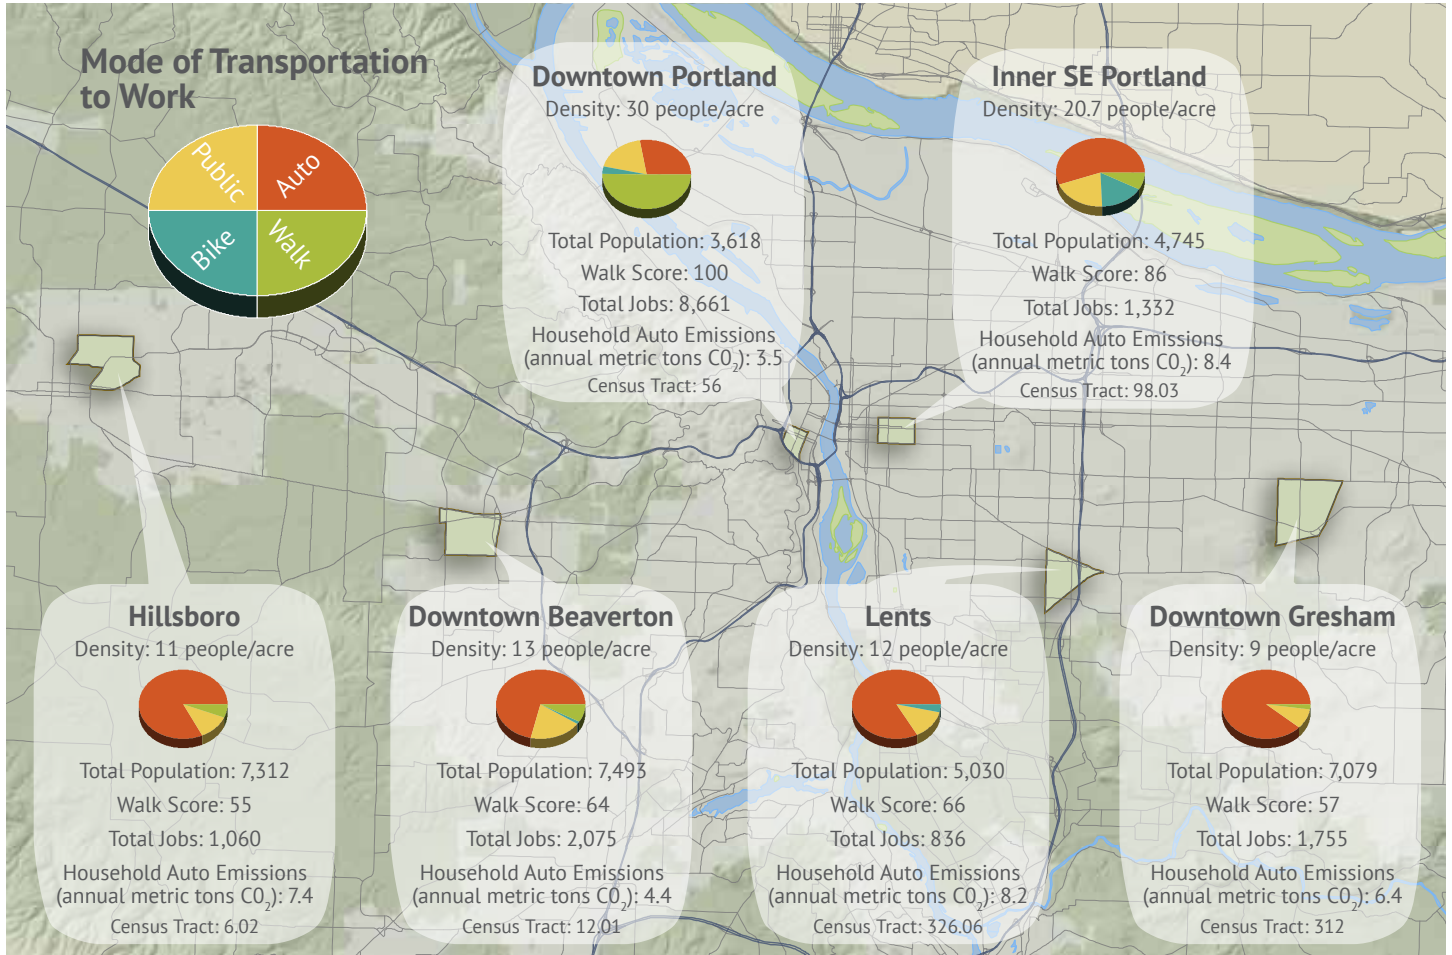 Mode of Transportation
to Work
Public
Auto
Bike
Walk
Downtown Portland
Density: 30 people/acre
Total Population: 3,618
Walk Score: 100
Total Jobs: 8,661
Household Auto Emissions
(annual metric tons CO₂): 3.5
Census Tract: 56
Inner SE Portland
Density: 20.7 people/acre
Total Population: 4,745
Walk Score: 86
Total Jobs: 1,332
Household Auto Emissions
(annual metric tons CO₂): 8.4
Census Tract: 98.03
Hillsboro
Density: 11 people/acre
Total Population: 7,312
Walk Score: 55
Total Jobs: 1,060
Household Auto Emissions
(annual metric tons CO₂): 7.4
Census Tract: 6.02
Downtown Beaverton
Density: 13 people/acre
Total Population: 7,493
Walk Score: 64
Total Jobs: 2,075
Household Auto Emissions
(annual metric tons CO₂): 4.4
Census Tract: 12.01
Lents
Density: 12 people/acre
Total Population: 5,030
Walk Score: 66
Total Jobs: 836
Household Auto Emissions
(annual metric tons CO₂): 8.2
Census Tract: 326.06
Downtown Gresham
Density: 9 people/acre
Total Population: 7,079
Walk Score: 57
Total Jobs: 1,755
Household Auto Emissions
(annual metric tons CO₂): 6.4
Census Tract: 312